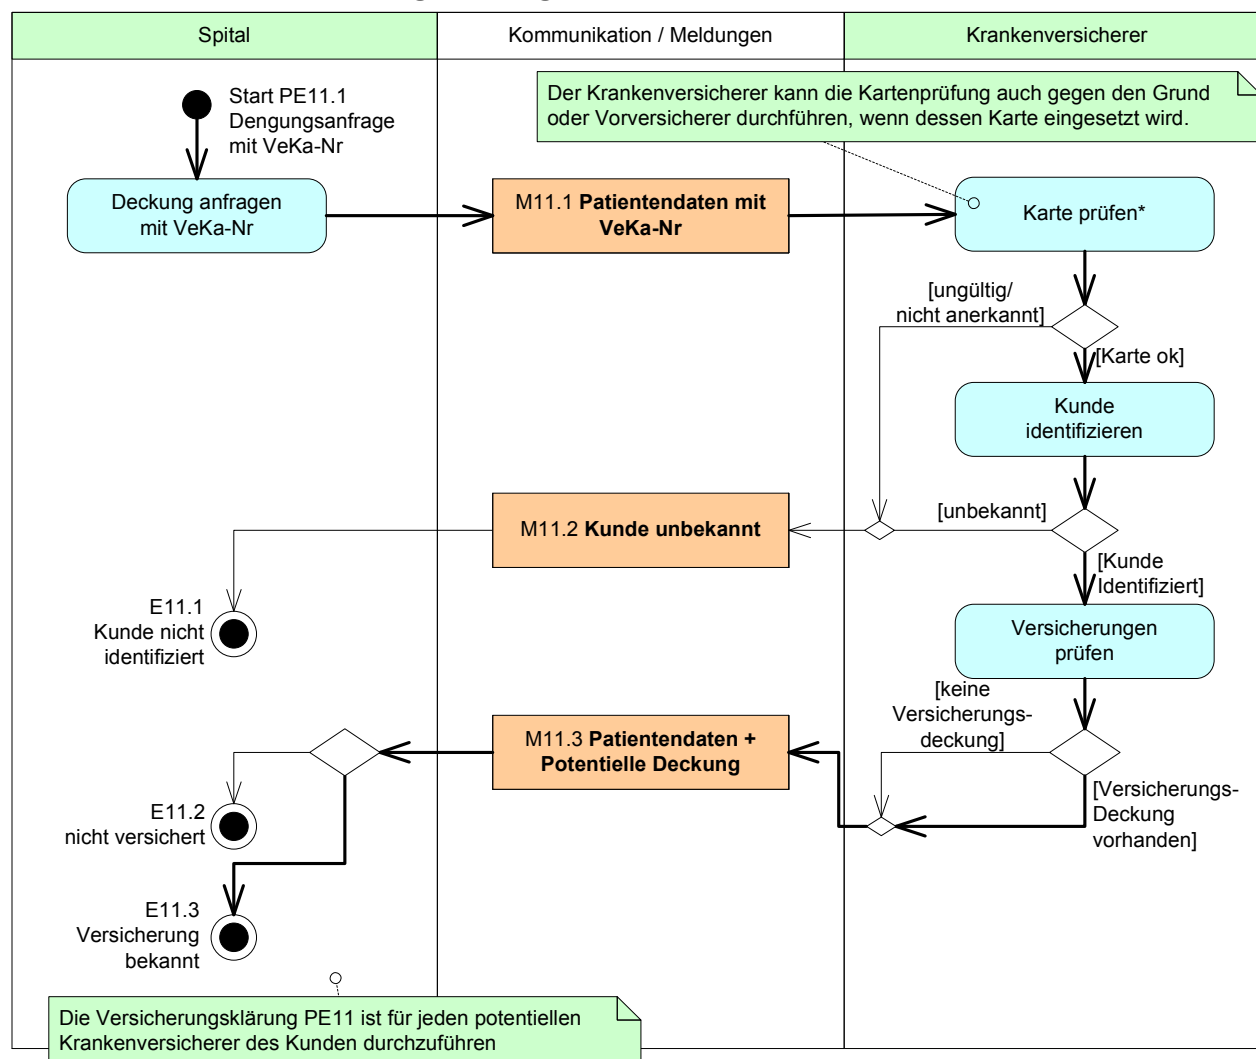 Spital
Kommunikation / Meldungen
Krankenversicherer
Start PE11.1
Dengungsanfrage
mit VeKa-Nr
Der Krankenversicherer kann die Kartenprüfung auch gegen den Grund
oder Vorversicherer durchführen, wenn dessen Karte eingesetzt wird.
Deckung anfragen
mit VeKa-Nr
M11.1 Patientendaten mit
VeKa-Nr
Karte prüfen*
[ungültig/
nicht anerkannt]
[Karte ok]
Kunde
identifizieren
[unbekannt]
M11.2 Kunde unbekannt
[Kunde
Identifiziert]
E11.1
Kunde nicht
identifiziert
Versicherungen
prüfen
[keine
Versicherungs-
deckung]
M11.3 Patientendaten +
Potentielle Deckung
[Versicherungs-
Deckung
vorhanden]
E11.2
nicht versichert
E11.3
Versicherung
bekannt
Die Versicherungsklärung PE11 ist für jeden potentiellen
Krankenversicherer des Kunden durchzuführen